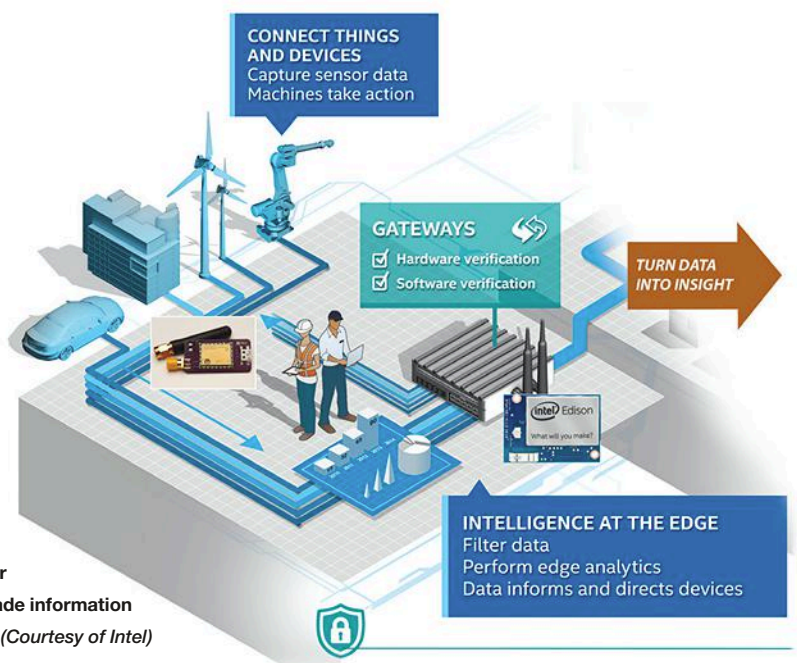 CONNECT THINGS
AND DEVICES
Capture sensor data
Machines take action
GATEWAYS
Hardware verification
Software verification
TURN DATA
INTO INSIGHT
intel Edison
What will you make?
INTELLIGENCE AT THE EDGE
Filter data
Perform edge analytics
Data informs and directs devices
r
de information
(Courtesy of Intel)